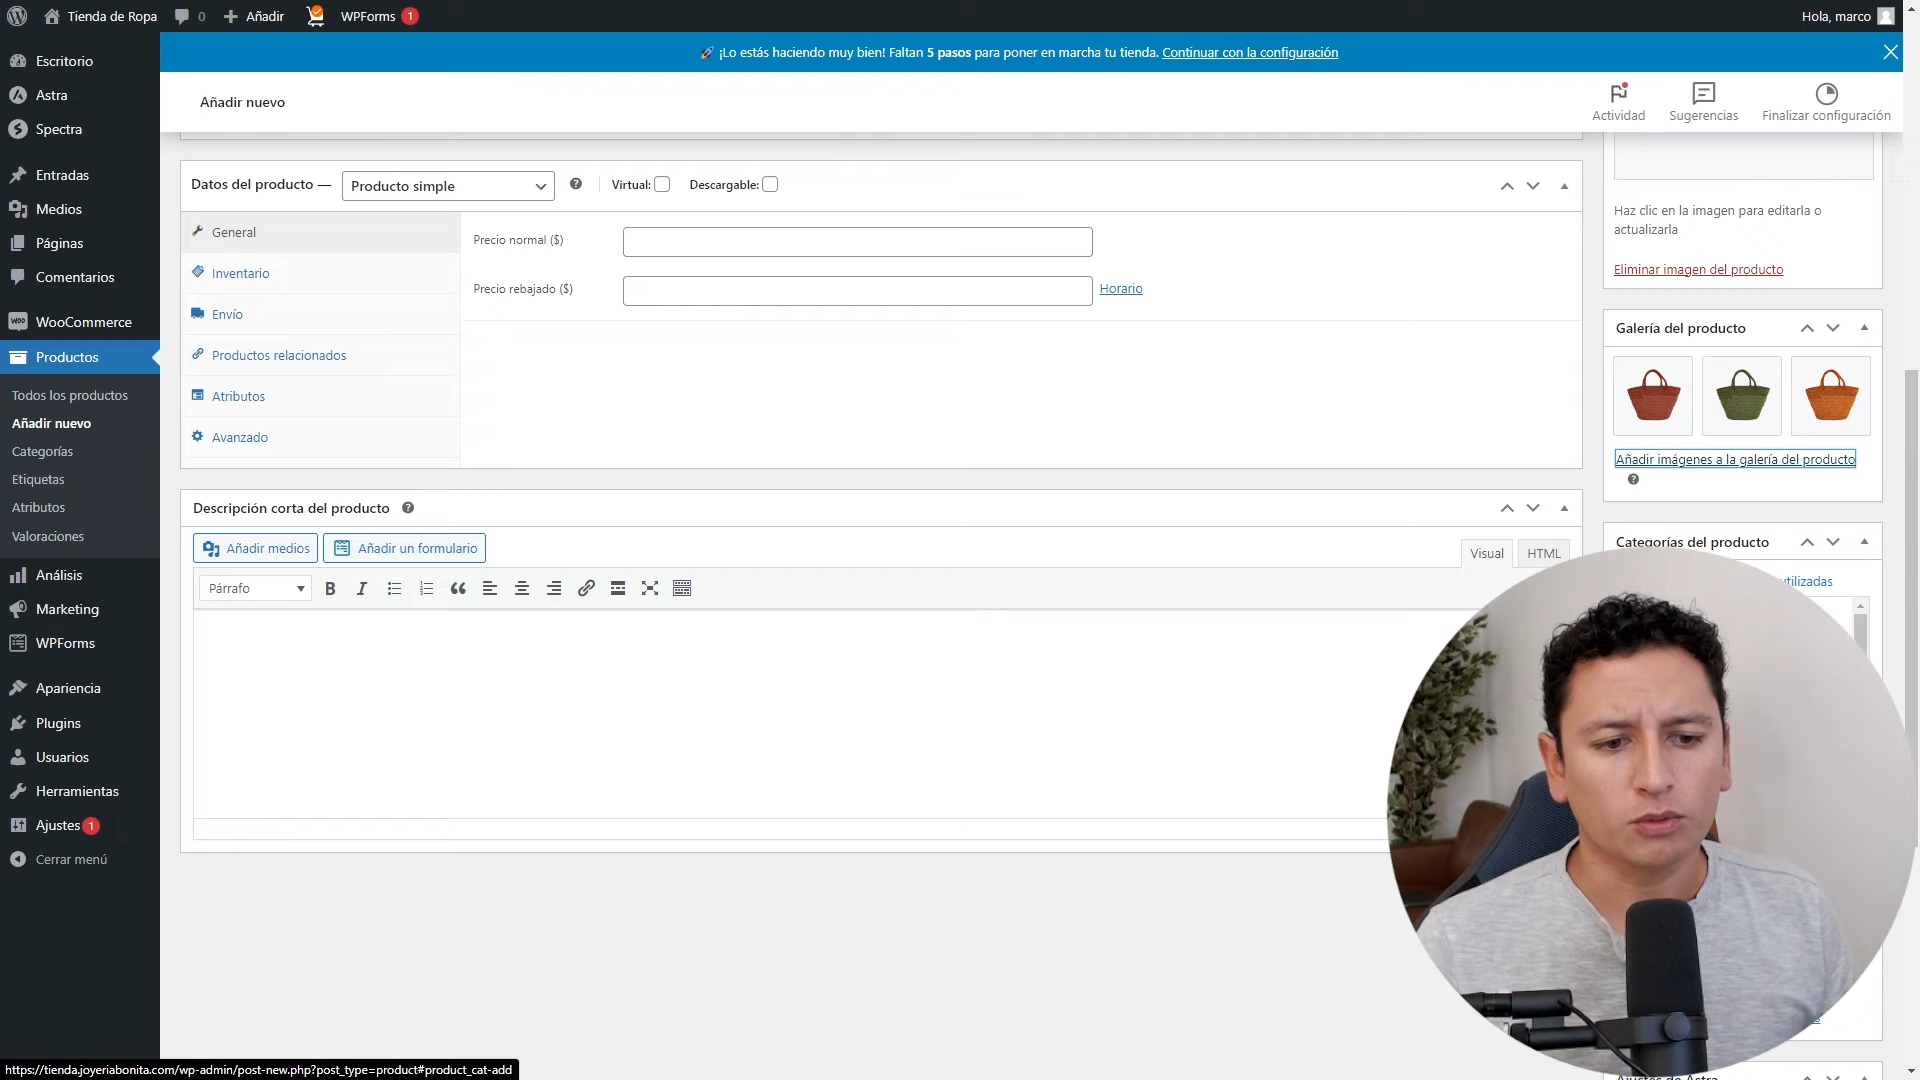 Tienda de Ropa
0
Añadir
WPForms 1
Hola, marco
🚀 ¡Lo estás haciendo muy bien! Faltan 5 pasos para poner en marcha tu tienda. Continuar con la configuración
Añadir nuevo
Actividad
Sugerencias
Finalizar configuración
Escritorio
Astra
Spectra
Entradas
Medios
Páginas
Comentarios
WooCommerce
Productos
Todos los productos
Añadir nuevo
Categorías
Etiquetas
Atributos
Valoraciones
Análisis
Marketing
WPForms
Apariencia
Plugins
Usuarios
Herramientas
Ajustes 1
Cerrar menú
Datos del producto —
Producto simple
Virtual:
Descargable:
General
Inventario
Envío
Productos relacionados
Atributos
Avanzado
Precio normal ($)
Precio rebajado ($)
Horario
Descripción corta del producto
Añadir medios
Añadir un formulario
Visual
HTML
Párrafo
Haz clic en la imagen para editarla o
actualizarla
Eliminar imagen del producto
Galería del producto
Añadir imágenes a la galería del producto
Categorías del producto
utilizadas
Ajustes de Astra
https://tienda.joyeriabonita.com/wp-admin/post-new.php?post_type=product#product_cat-add